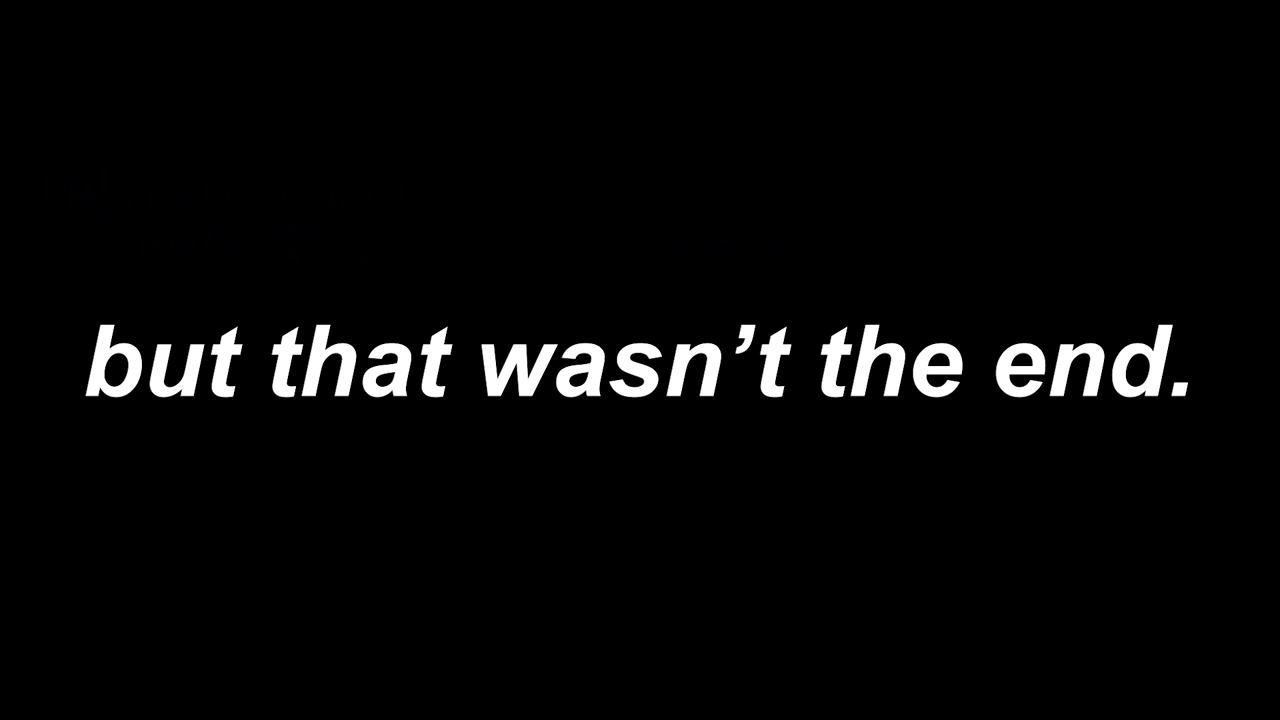 but that wasn’t the end.